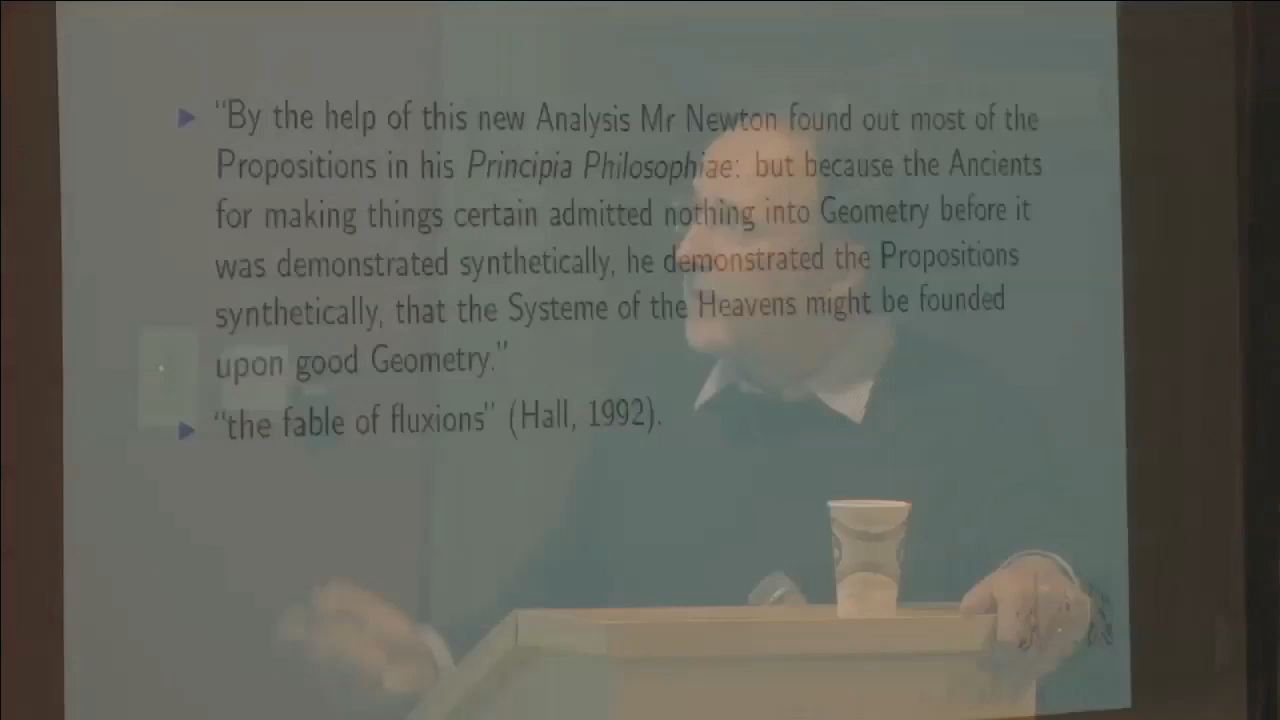 "By the help of this new Analysis Mr Newton found out most of the
Propositions in his Principia Philosophiae: but because the Ancients
for making things certain admitted nothing into Geometry before it
was demonstrated synthetically, he demonstrated the Propositions
synthetically, that the Systeme of the Heavens might be founded
upon good Geometry."
"the fable of fluxions" (Hall, 1992).